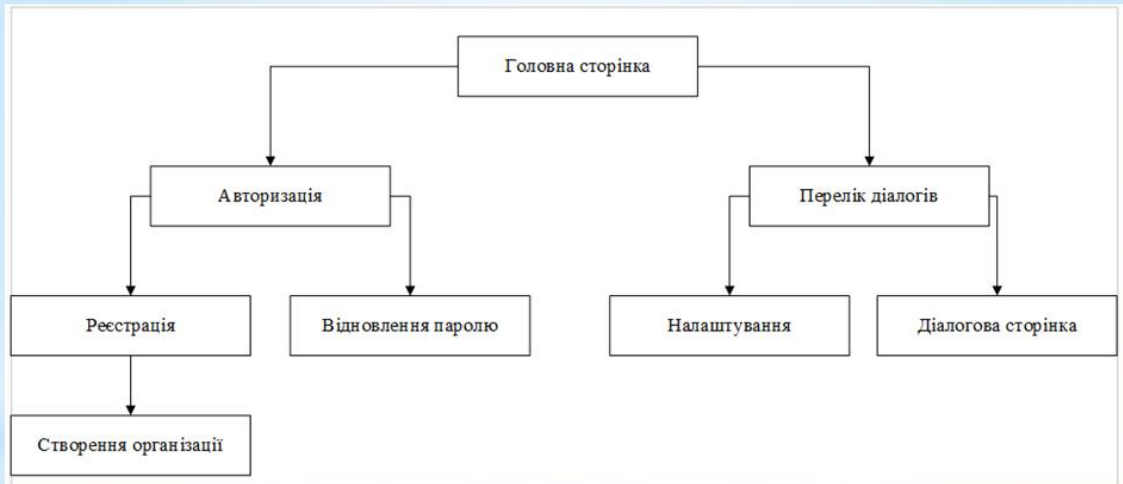 Головна сторінка
Авторизація
Перелік діалогів
Реєстрація
Відновлення паролю
Налаштування
Діалогова сторінка
Створення організації